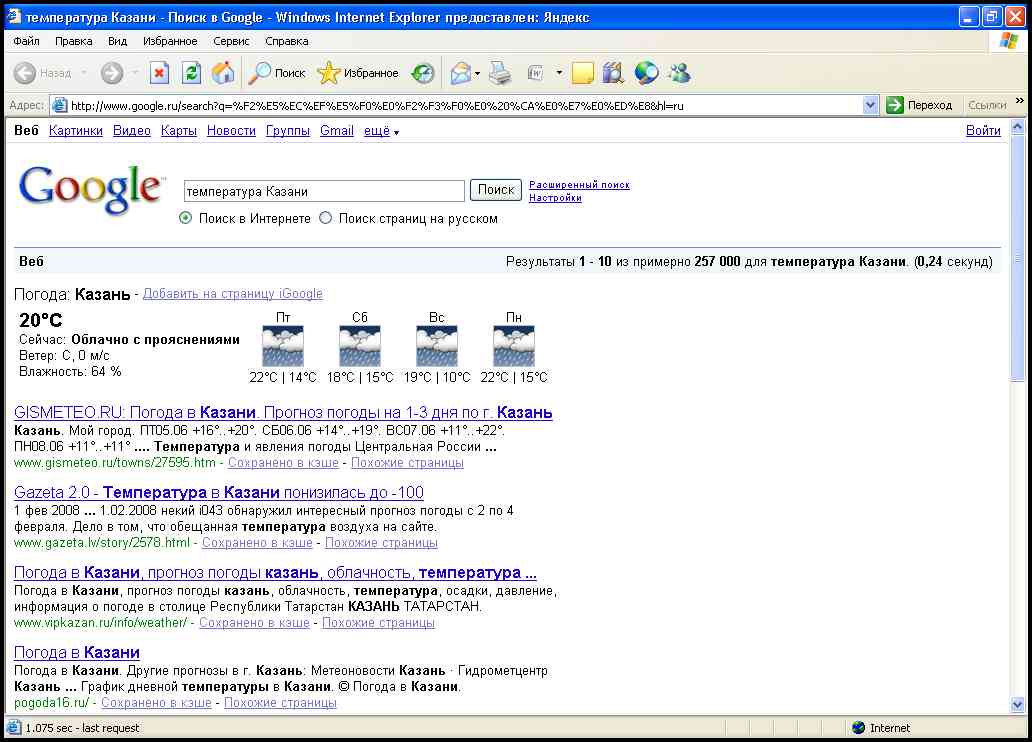 температура Казани - Поиск в Google - Windows Internet Explorer предоставлен: Яндекс
Файл Правка Вид Избранное Сервис Справка
Назад Поиск Избранное
Адрес: http://www.google.ru/search?q=%F2%E5%EC%EF%E5%F0%E0%F2%F3%F0%E0%20%CA%E0%E7%E0%ED%E8&hl=ru Переход Ссылки »
Веб Картинки Видео Карты Новости Группы Gmail ещё Войти
Google™ температура Казани Поиск Расширенный поиск
Настройки
Поиск в Интернете Поиск страниц на русском
Веб Результаты 1 - 10 из примерно 257 000 для температура Казани. (0,24 секунд)
Погода: Казань - Добавить на страницу iGoogle
20°C Пт Сб Вс Пн
Сейчас: Облачно с прояснениями
Ветер: С, 0 м/с
Влажность: 64 % 22°C | 14°C 18°C | 15°C 19°C | 10°C 22°C | 15°C
GISMETEO.RU: Погода в Казани. Прогноз погоды на 1-3 дня по г. Казань
Казань. Мой город. ПТ05.06 +16°..+20°. СБ06.06 +14°..+19°. ВС07.06 +11°..+22°.
ПН08.06 +11°..+11° .... Температура и явления погоды Центральная России ...
www.gismeteo.ru/towns/27595.htm - Сохранено в кэше - Похожие страницы
Gazeta 2.0 - Температура в Казани понизилась до -100
1 фев 2008 ... 1.02.2008 некий i043 обнаружил интересный прогноз погоды с 2 по 4
февраля. Дело в том, что обещанная температура воздуха на сайте.
www.gazeta.lv/story/2578.html - Сохранено в кэше - Похожие страницы
Погода в Казани, прогноз погоды казань, облачность, температура ...
Погода в Казани, прогноз погоды казань, облачность, температура, осадки, давление,
информация о погоде в столице Республики Татарстан КАЗАНЬ ТАТАРСТАН.
www.vipkazan.ru/info/weather/ - Сохранено в кэше - Похожие страницы
Погода в Казани
Погода в Казани. Другие прогнозы в г. Казань: Метеоновости Казань · Гидрометцентр
Казань ... График дневной температуры в Казани. © Погода в Казани.
pogoda16.ru/ - Сохранено в кэше - Похожие страницы
1.075 sec - last request Internet